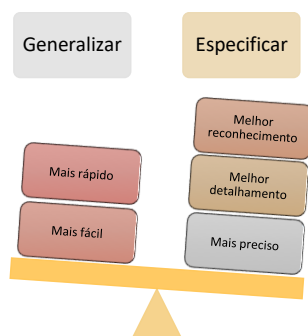 Generalizar
Especificar
Mais rápido
Mais fácil
Melhor
reconhecimento
Melhor
detalhamento
Mais preciso